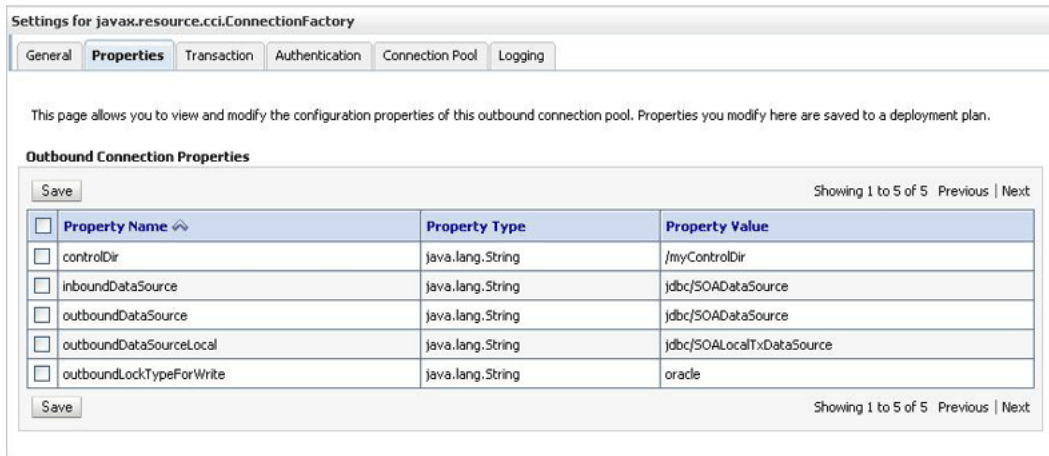 Settings for javax.resource.cci.ConnectionFactory
General Properties Transaction Authentication Connection Pool Logging
This page allows you to view and modify the configuration properties of this outbound connection pool. Properties you modify here are saved to a deployment plan.
Outbound Connection Properties
Save Showing 1 to 5 of 5 Previous | Next
Property Name Property Type Property Value
controlDir java.lang.String /myControlDir
inboundDataSource java.lang.String jdbc/SOADataSource
outboundDataSource java.lang.String jdbc/SOADataSource
outboundDataSourceLocal java.lang.String jdbc/SOALocalTxDataSource
outboundLockTypeForWrite java.lang.String oracle
Save Showing 1 to 5 of 5 Previous | Next